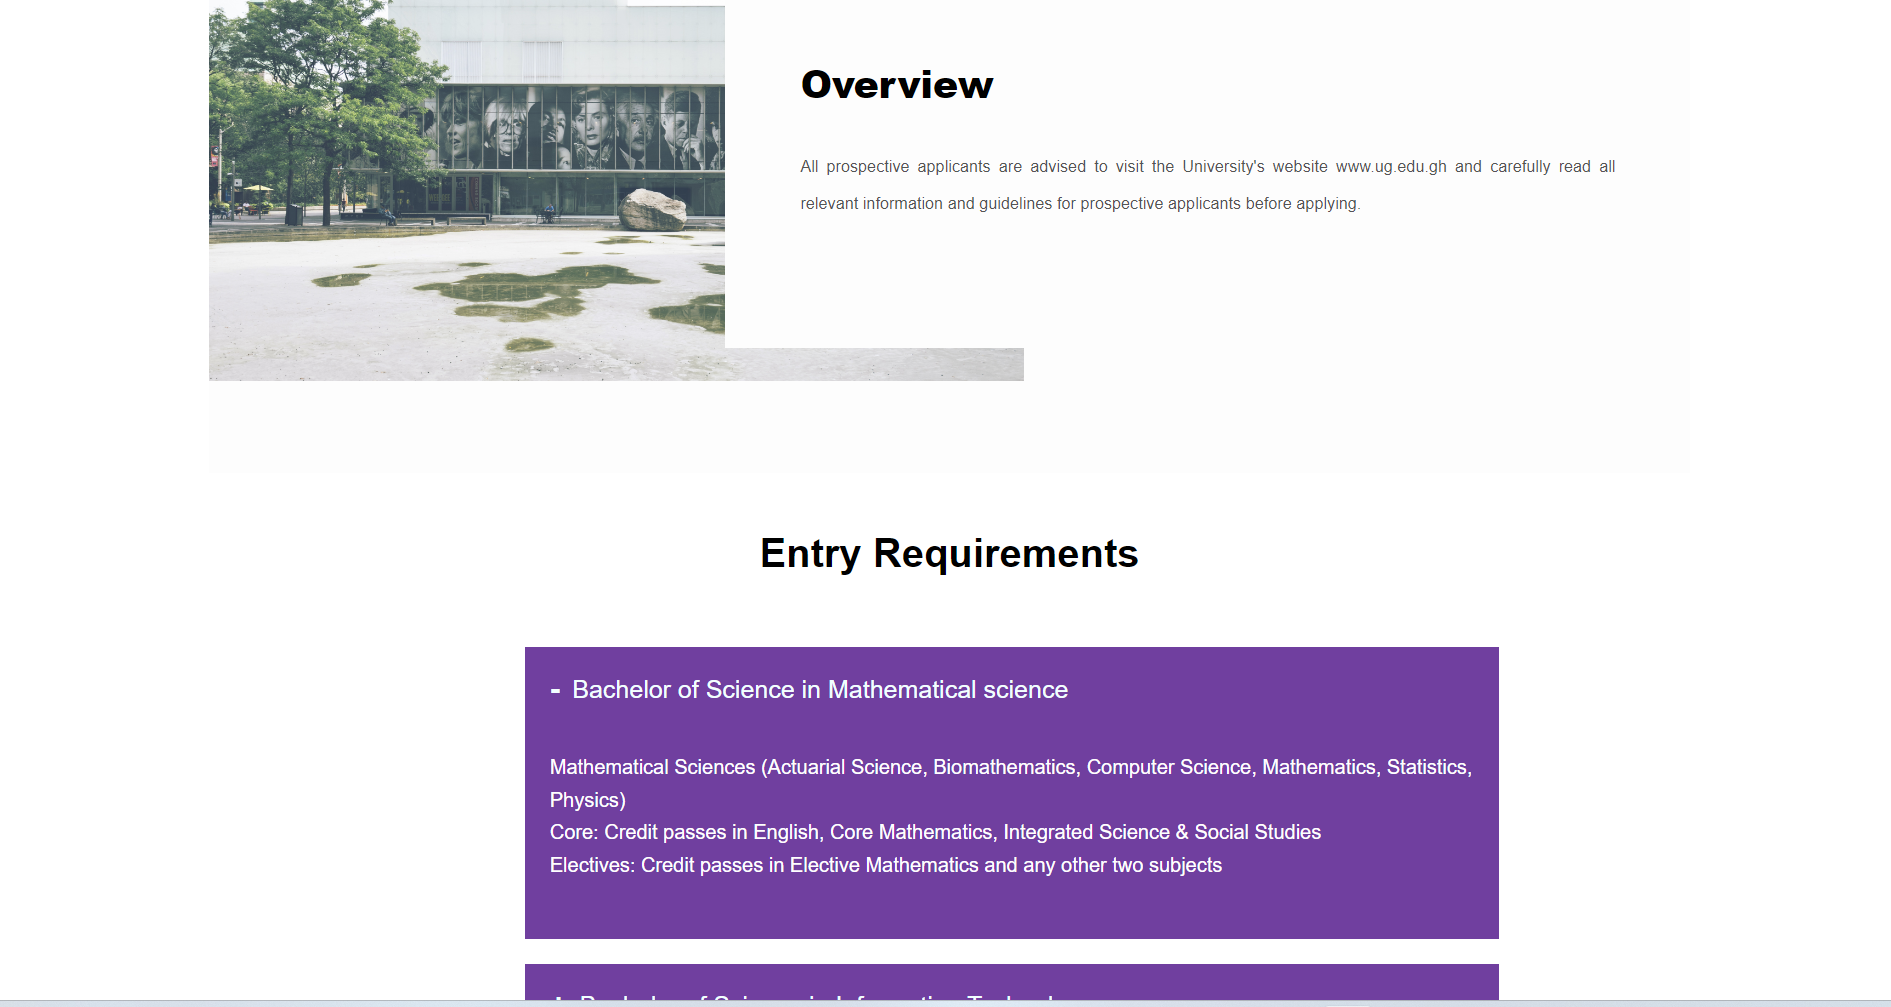 Overview
All prospective applicants are advised to visit the University's website www.ug.edu.gh and carefully read all
relevant information and guidelines for prospective applicants before applying.
Entry Requirements
- Bachelor of Science in Mathematical science
Mathematical Sciences (Actuarial Science, Biomathematics, Computer Science, Mathematics, Statistics,
Physics)
Core: Credit passes in English, Core Mathematics, Integrated Science & Social Studies
Electives: Credit passes in Elective Mathematics and any other two subjects